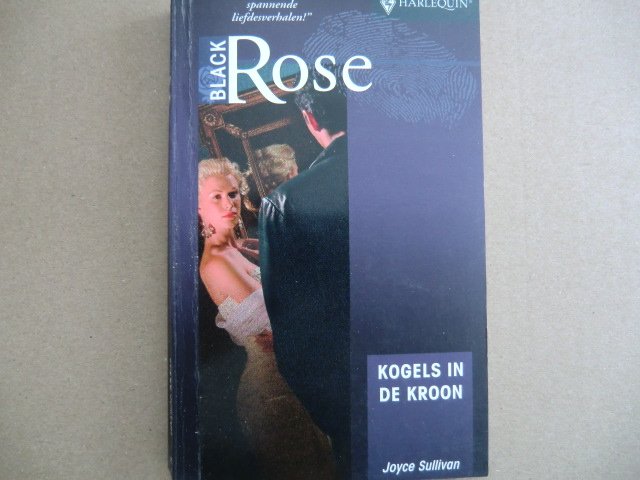 spannende
liefdesverhalen!"
HARLEQUIN®
BLACK
Rose
KOGELS IN
DE KROON
Joyce Sullivan